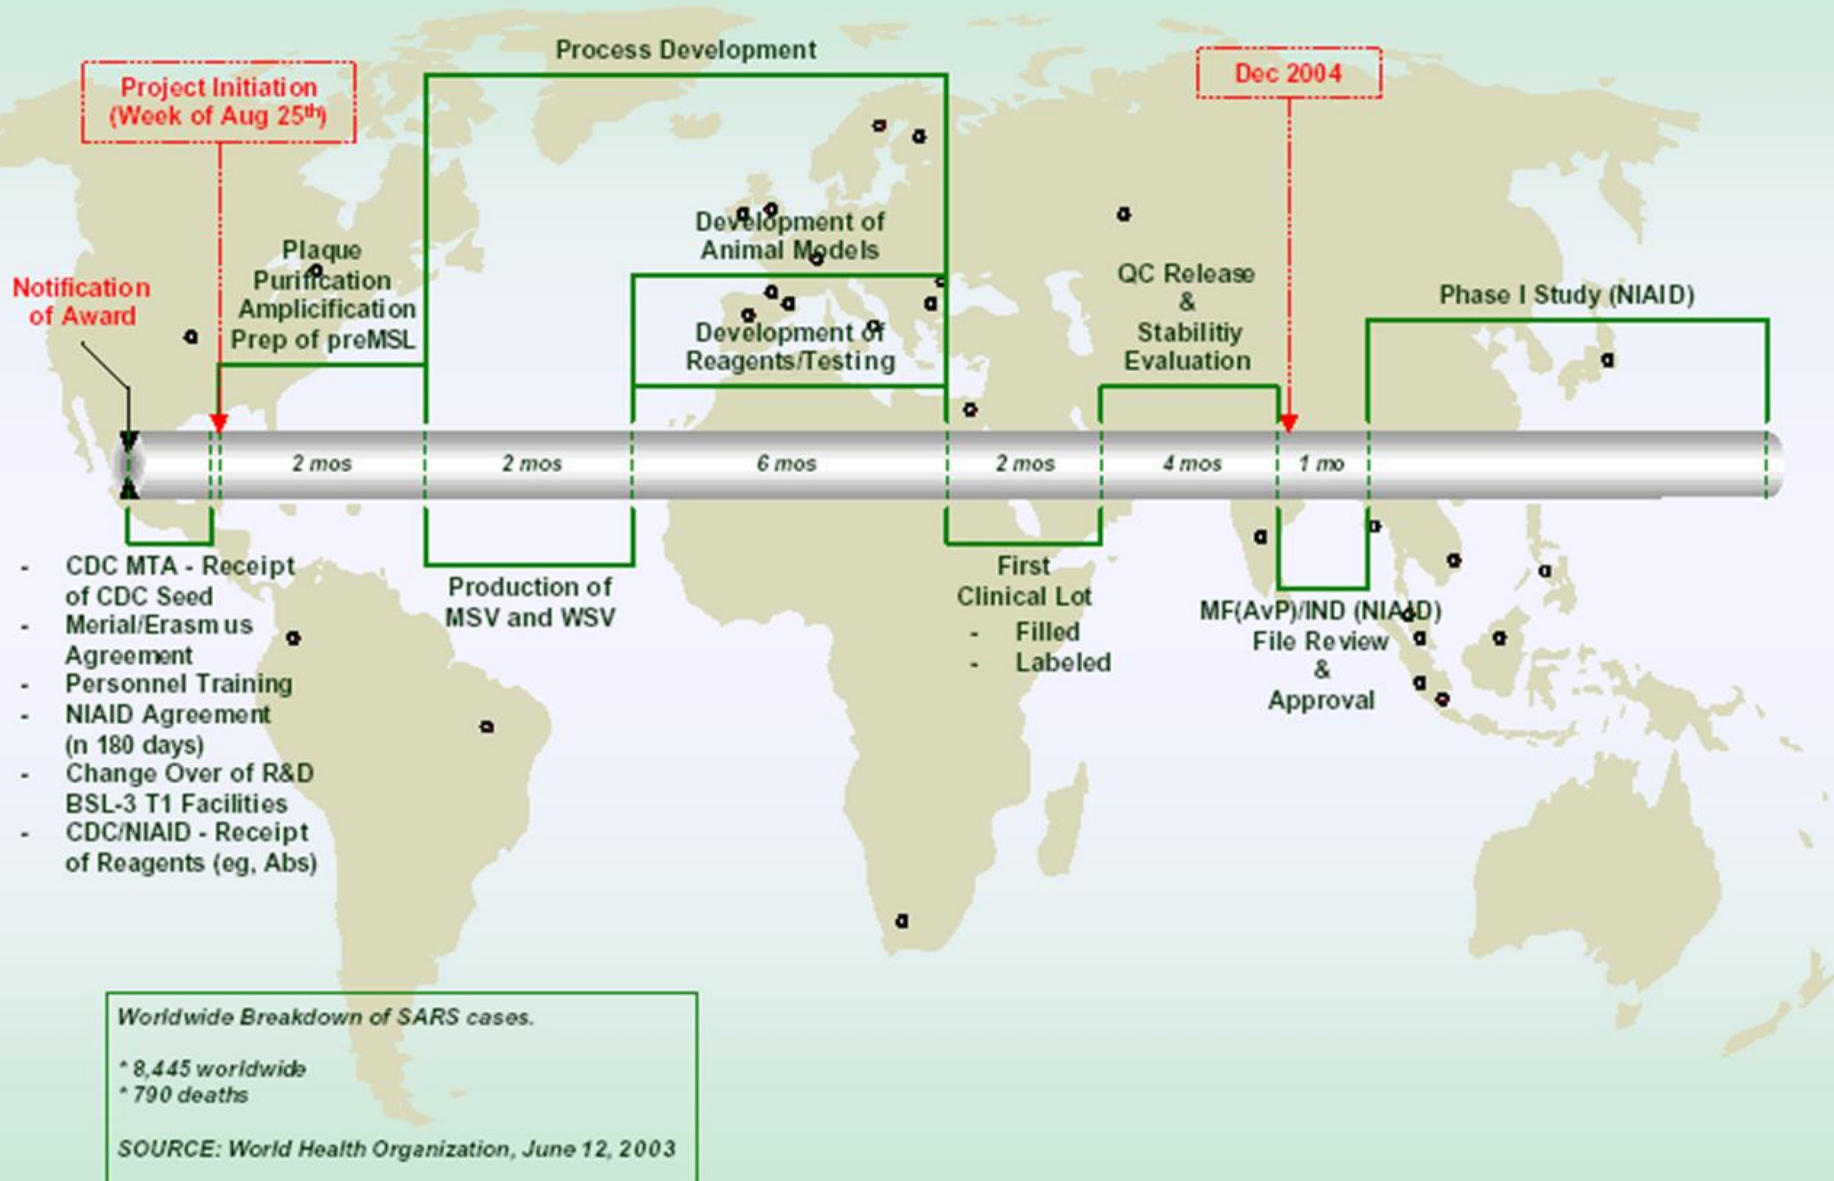 Process Development
Project Initiation
(Week of Aug 25th)
Dec 2004
Notification
of Award
Plaque
Purification
Amplicification
Prep of preMSL
Development of
Animal Models
Development of
Reagents/Testing
QC Release
&
Stabilitiy
Evaluation
Phase I Study (NIAID)
2 mos
2 mos
6 mos
2 mos
4 mos
1 mo
- CDC MTA - Receipt
of CDC Seed
- Merial/Erasmus
Agreement
- Personnel Training
- NIAID Agreement
(n 180 days)
- Change Over of R&D
BSL-3 T1 Facilities
- CDC/NIAID - Receipt
of Reagents (eg, Abs)
Production of
MSV and WSV
First
Clinical Lot
- Filled
- Labeled
MF(AvP)/IND (NIAID)
File Review
&
Approval
Worldwide Breakdown of SARS cases.
* 8,445 worldwide
* 790 deaths
SOURCE: World Health Organization, June 12, 2003